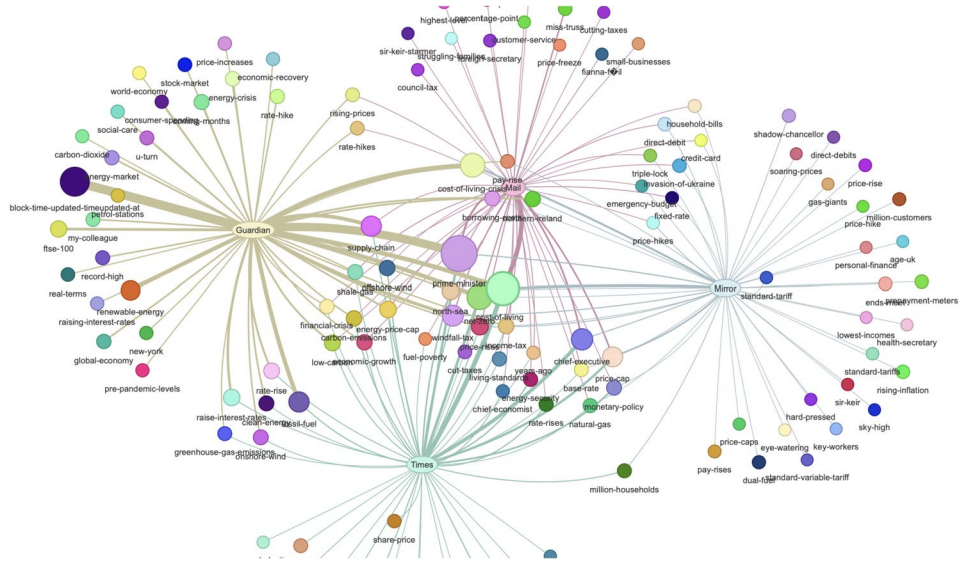 highest-level
percentage-point
miss-truss
cutting-taxes
sir-keir-starmer
struggling-families
customer-service
foreign-secretary
price-freeze
small-businesses
fianna-f�il
council-tax
price-increases
stock-market
economic-recovery
world-economy
energy-crisis
consumer-spending
coming-months
rate-hike
rising-prices
social-care
rate-hikes
u-turn
carbon-dioxide
energy-market
household-bills
direct-debit
credit-card
triple-lock
invasion-of-ukraine
emergency-budget
fixed-rate
price-hikes
shadow-chancellor
direct-debits
soaring-prices
price-rise
gas-giants
million-customers
price-hike
personal-finance
age-uk
pay-rise
Mail
cost-of-living-crisis
northern-ireland
block-time-updated-timeupdated-at
petrol-stations
my-colleague
ftse-100
Guardian
supply-chain
record-high
real-terms
renewable-energy
raising-interest-rates
global-economy
new-york
pre-pandemic-levels
shale-gas
offshore-wind
prime-minister
north-sea
net-zero
cost-of-living
financial-crisis
energy-price-cap
carbon-emissions
windfall-tax
income-tax
low-carbon
economic-growth
fuel-poverty
price-rises
cut-taxes
living-standards
years-ago
energy-security
chief-economist
rate-rises
chief-executive
base-rate
price-cap
monetary-policy
natural-gas
Mirror
standard-tariff
ends-meet
prepayment-meters
lowest-incomes
health-secretary
standard-tariffs
rising-inflation
sir-keir
sky-high
hard-pressed
key-workers
price-caps
eye-watering
pay-rises
dual-fuel
standard-variable-tariff
rate-rise
raise-interest-rates
clean-energy
fossil-fuel
greenhouse-gas-emissions
onshore-wind
Times
million-households
share-price